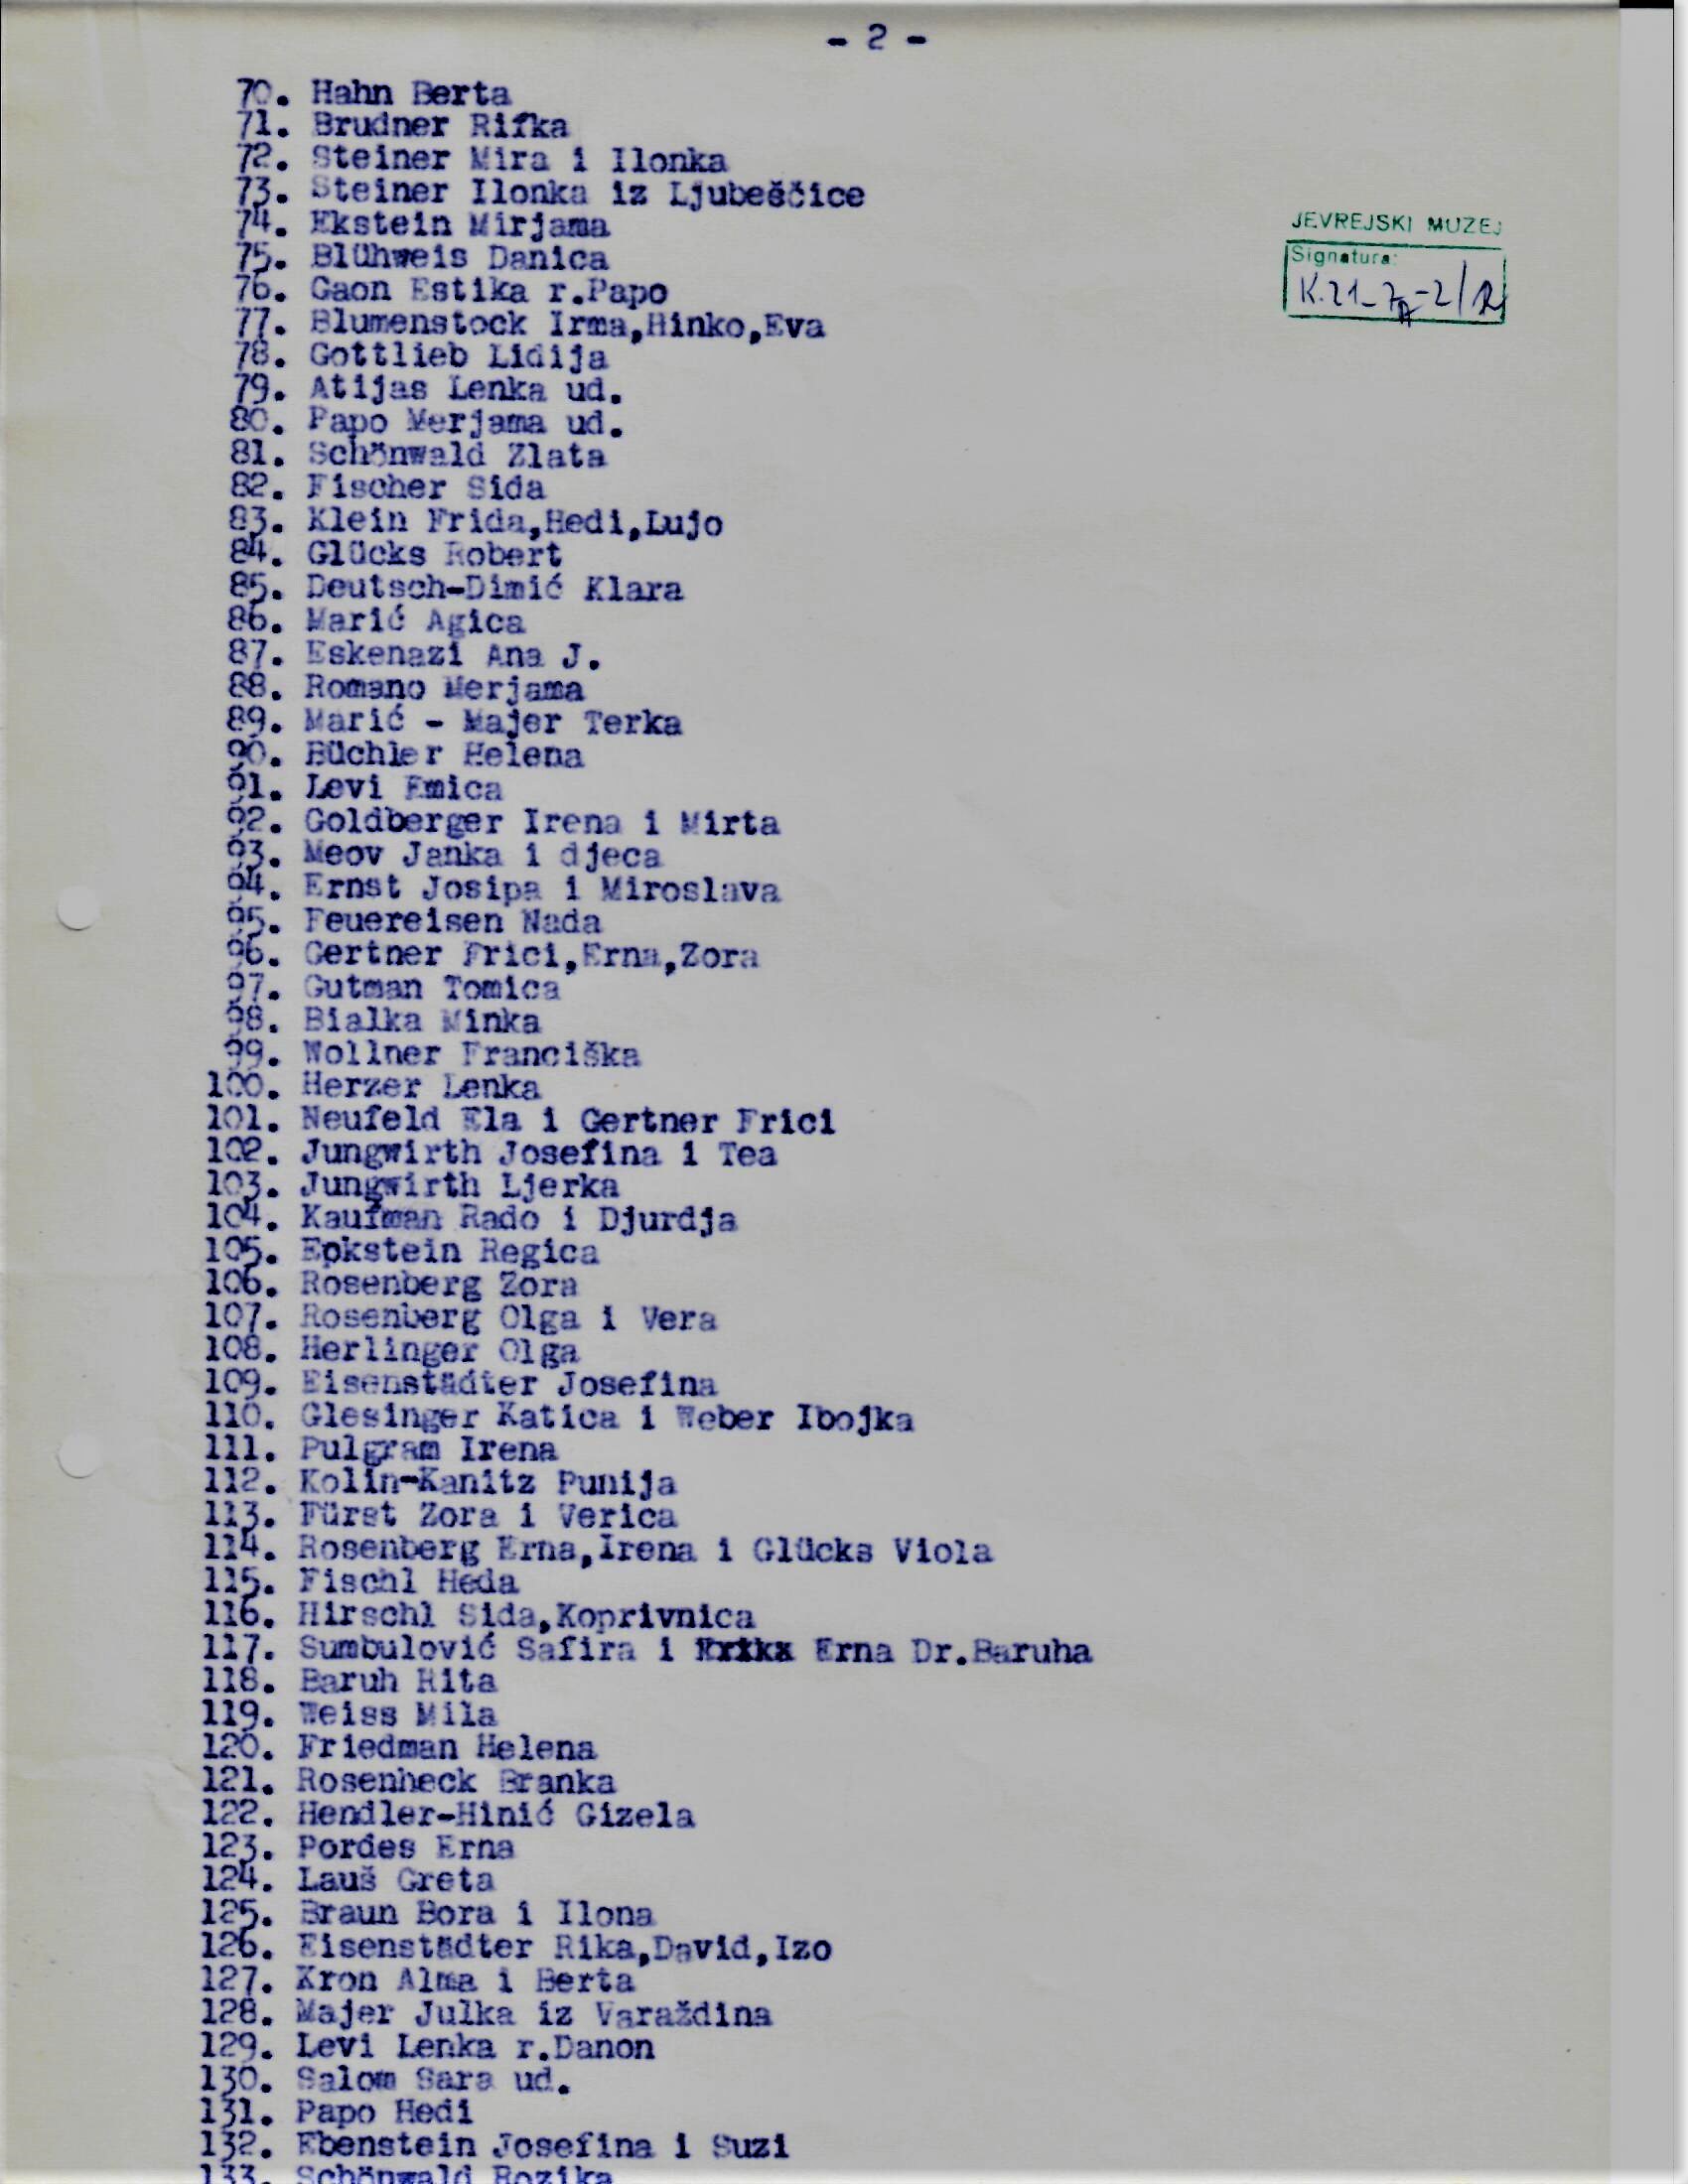 - 2 -
70. Hahn Berta
71. Brudner Rifka
72. Steiner Mira i Ilonka
73. Steiner Ilonka iz Ljubeščice
74. Ekstein Mirjama
75. Blühweis Danica
76. Gaon Estika r.Papo
77. Blumenstock Irma,Hinko,Eva
78. Gottlieb Lidija
79. Atijas Lenka ud.
80. Papo Merjama ud.
81. Schönwald Zlata
82. Fischer Sida
83. Klein Frida,Hedi,Lujo
84. Glücks Robert
85. Deutsch-Dimić Klara
86. Marić Agica
87. Eskenazi Ana J.
88. Romano Merjama
89. Marić - Majer Terka
90. Büchler Helena
91. Levi Emica
92. Goldberger Irena i Mirta
93. Meov Janka i djeca
94. Ernst Josipa i Miroslava
95. Feuereisen Nada
96. Gertner Frici,Erna,Zora
97. Gutman Tomica
98. Bialka Minka
99. Wollner Franciška
100. Herzer Lenka
101. Neufeld Ela i Gertner Frici
102. Jungwirth Josefina i Tea
103. Jungwirth Ljerka
104. Kaufman Rado i Djurdja
105. Epkstein Regica
106. Rosenberg Zora
107. Rosenberg Olga i Vera
108. Herlinger Olga
109. Eisenstädter Josefina
110. Glesinger Katica i Weber Ibojka
111. Pulgram Irena
112. Kolin-Kanitz Punija
113. Fürst Zora i Verica
114. Rosenberg Erna,Irena i Glücks Viola
115. Fischl Heda
116. Hirschl Sida,Koprivnica
117. Sumbulović Safira i Erna Dr.Baruha
118. Baruh Rita
119. Weiss Mila
120. Friedman Helena
121. Rosenheck Branka
122. Hendler-Hinić Gizela
123. Pordes Erna
124. Lauš Greta
125. Braun Bora i Ilona
126. Eisenstädter Rika,David,Izo
127. Kron Alma i Berta
128. Majer Julka iz Varaždina
129. Levi Lenka r.Danon
130. Salom Sara ud.
131. Papo Hedi
132. Ebenstein Josefina i Suzi
133. Schönwald Rozika
JEVREJSKI MUZEJ
Signatura: